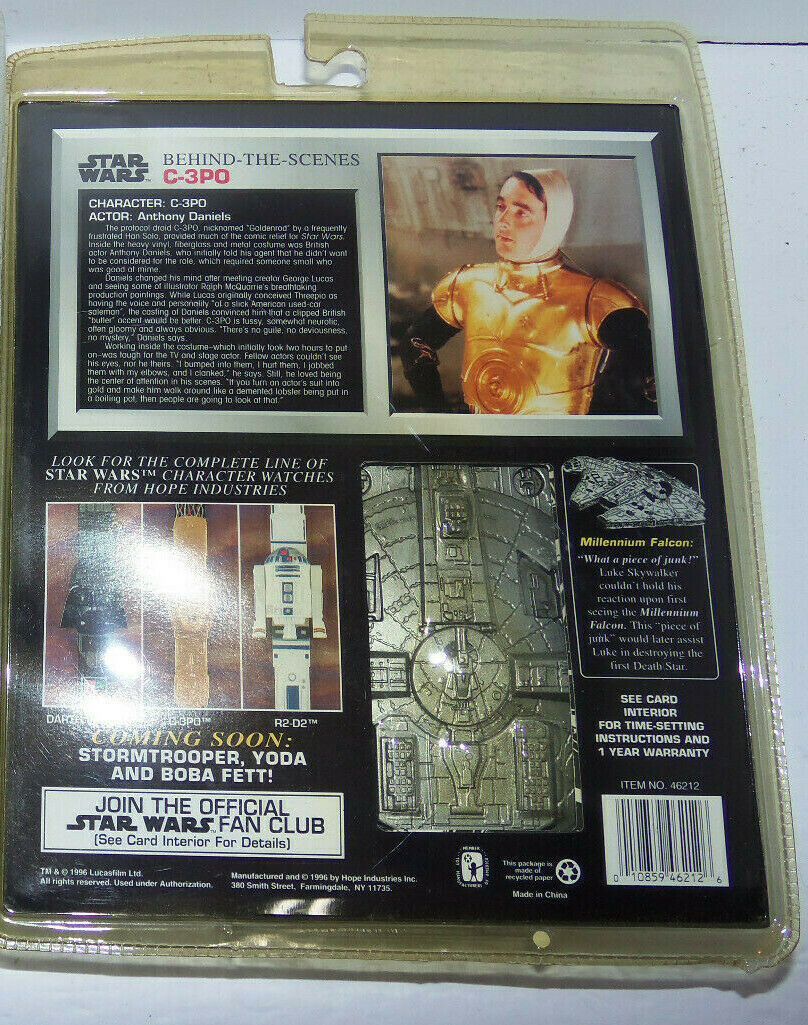 STAR
WARS™
BEHIND-THE-SCENES
C-3PO
CHARACTER: C-3PO
ACTOR: Anthony Daniels
The protocol droid C-3PO, nicknamed "Goldenrod" by a frequently
frustrated Han Solo, provided much of the comic relief for Star Wars.
Inside the heavy vinyl, fiberglass and metal costume was British
actor Anthony Daniels, who initially told his agent that he didn't want
to be considered for the role, which required someone small who
was good at mime.
Daniels changed his mind after meeting creator George Lucas
and seeing some of illustrator Ralph McQuarrie's breathtaking
production paintings. While Lucas originally conceived Threepio as
having the voice and personality "of a slick American used-car
salesman", the casting of Daniels convinced him that a clipped British
"butler" accent would be better. C-3PO is fussy, somewhat neurotic,
often gloomy and always obvious. "There's no guile, no deviousness,
no mystery," Daniels says.
Working inside the costume–which initially took two hours to put
on–was tough for the TV and stage actor. Fellow actors couldn't see
his eyes, nor he theirs. "I bumped into them, I hurt them, I jabbed
them with my elbows, and I clanked," he says. Still, he loved being
the center of attention in his scenes. "If you turn an actor's suit into
gold and make him walk around like a demented lobster being put in
a boiling pot, then people are going to look at that."
LOOK FOR THE COMPLETE LINE OF
STAR WARS™ CHARACTER WATCHES
FROM HOPE INDUSTRIES
DARTH
C-3PO™
R2-D2™
COMING SOON:
STORMTROOPER, YODA
AND BOBA FETT!
JOIN THE OFFICIAL
STAR WARS™ FAN CLUB
(See Card Interior For Details)
Millennium Falcon:
"What a piece of junk!"
Luke Skywalker
couldn't hold his
reaction upon first
seeing the Millennium
Falcon. This "piece of
junk" would later assist
Luke in destroying the
first Death Star.
SEE CARD
INTERIOR
FOR TIME-SETTING
INSTRUCTIONS AND
1 YEAR WARRANTY
ITEM NO. 46212
0 10859 46212 6
TM & © 1996 Lucasfilm Ltd.
All rights reserved. Used under Authorization.
Manufactured and © 1996 by Hope Industries Inc.
380 Smith Street, Farmingdale, NY 11735.
MEMBER
This package is
made of
recycled paper
Made in China